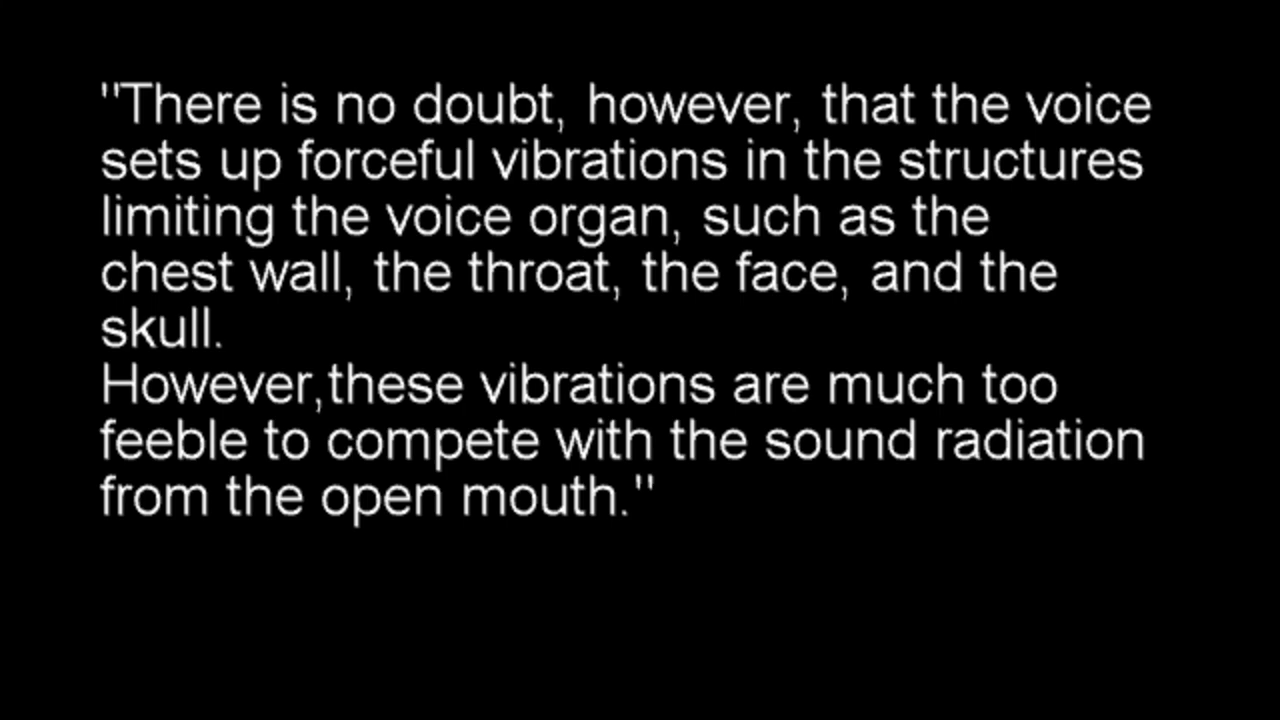 "There is no doubt, however, that the voice
sets up forceful vibrations in the structures
limiting the voice organ, such as the
chest wall, the throat, the face, and the
skull.
However,these vibrations are much too
feeble to compete with the sound radiation
from the open mouth."